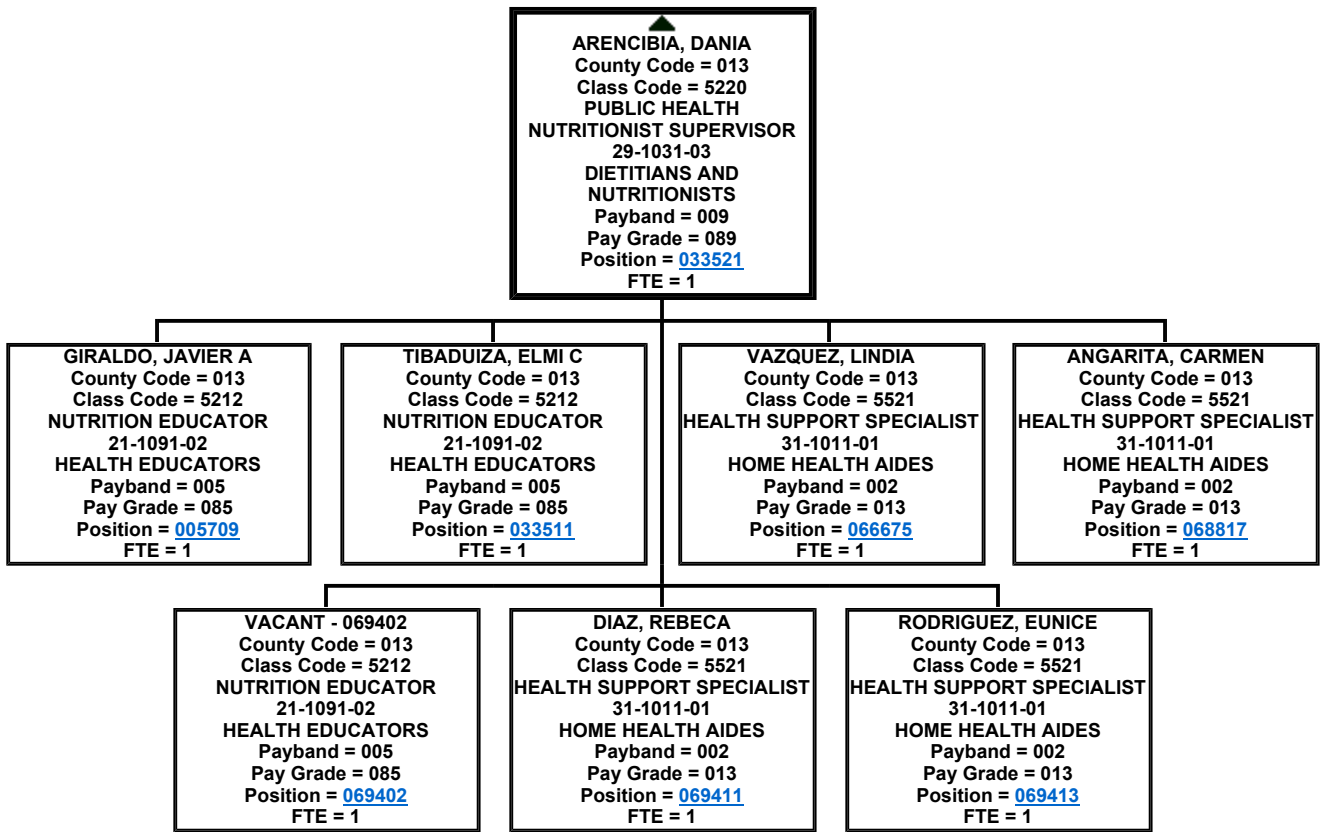 ARENCIBIA, DANIA
County Code = 013
Class Code = 5220
PUBLIC HEALTH
NUTRITIONIST SUPERVISOR
29-1031-03
DIETITIANS AND
NUTRITIONISTS
Payband = 009
Pay Grade = 089
Position = 033521
FTE = 1
GIRALDO, JAVIER A
County Code = 013
Class Code = 5212
NUTRITION EDUCATOR
21-1091-02
HEALTH EDUCATORS
Payband = 005
Pay Grade = 085
Position = 005709
FTE = 1
TIBADUIZA, ELMI C
County Code = 013
Class Code = 5212
NUTRITION EDUCATOR
21-1091-02
HEALTH EDUCATORS
Payband = 005
Pay Grade = 085
Position = 033511
FTE = 1
VAZQUEZ, LINDIA
County Code = 013
Class Code = 5521
HEALTH SUPPORT SPECIALIST
31-1011-01
HOME HEALTH AIDES
Payband = 002
Pay Grade = 013
Position = 066675
FTE = 1
ANGARITA, CARMEN
County Code = 013
Class Code = 5521
HEALTH SUPPORT SPECIALIST
31-1011-01
HOME HEALTH AIDES
Payband = 002
Pay Grade = 013
Position = 068817
FTE = 1
VACANT - 069402
County Code = 013
Class Code = 5212
NUTRITION EDUCATOR
21-1091-02
HEALTH EDUCATORS
Payband = 005
Pay Grade = 085
Position = 069402
FTE = 1
DIAZ, REBECA
County Code = 013
Class Code = 5521
HEALTH SUPPORT SPECIALIST
31-1011-01
HOME HEALTH AIDES
Payband = 002
Pay Grade = 013
Position = 069411
FTE = 1
RODRIGUEZ, EUNICE
County Code = 013
Class Code = 5521
HEALTH SUPPORT SPECIALIST
31-1011-01
HOME HEALTH AIDES
Payband = 002
Pay Grade = 013
Position = 069413
FTE = 1